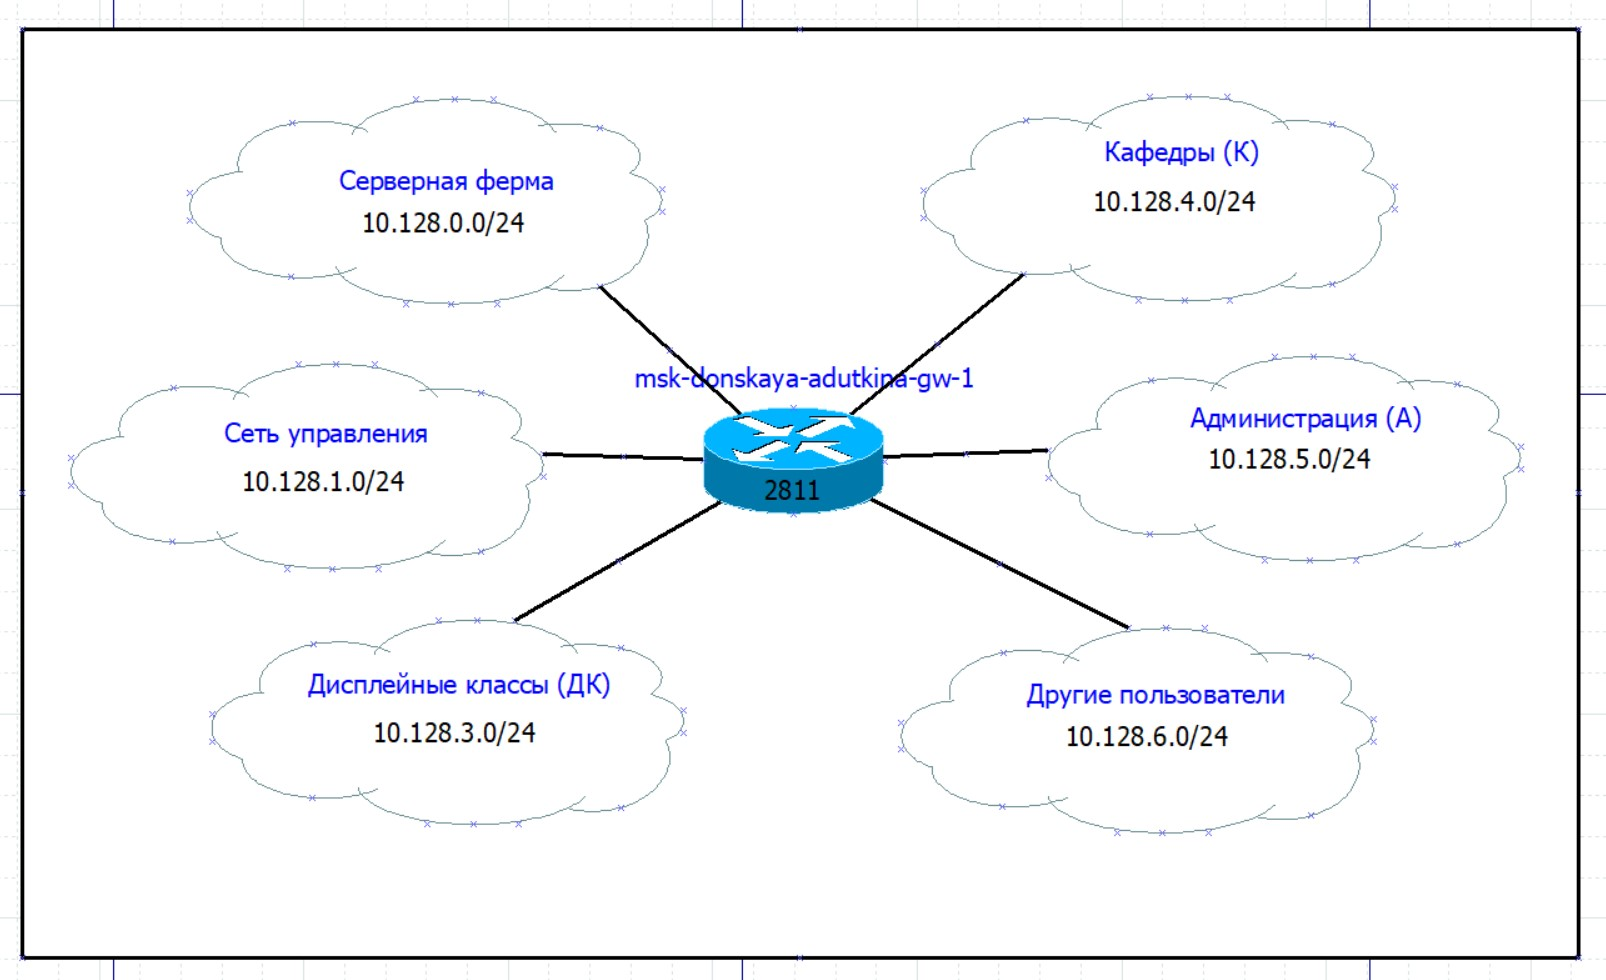 Серверная ферма
10.128.0.0/24
Кафедры (К)
10.128.4.0/24
msk-donskaya-adutkina-gw-1
2811
Сеть управления
10.128.1.0/24
Администрация (А)
10.128.5.0/24
Дисплейные классы (ДК)
10.128.3.0/24
Другие пользователи
10.128.6.0/24